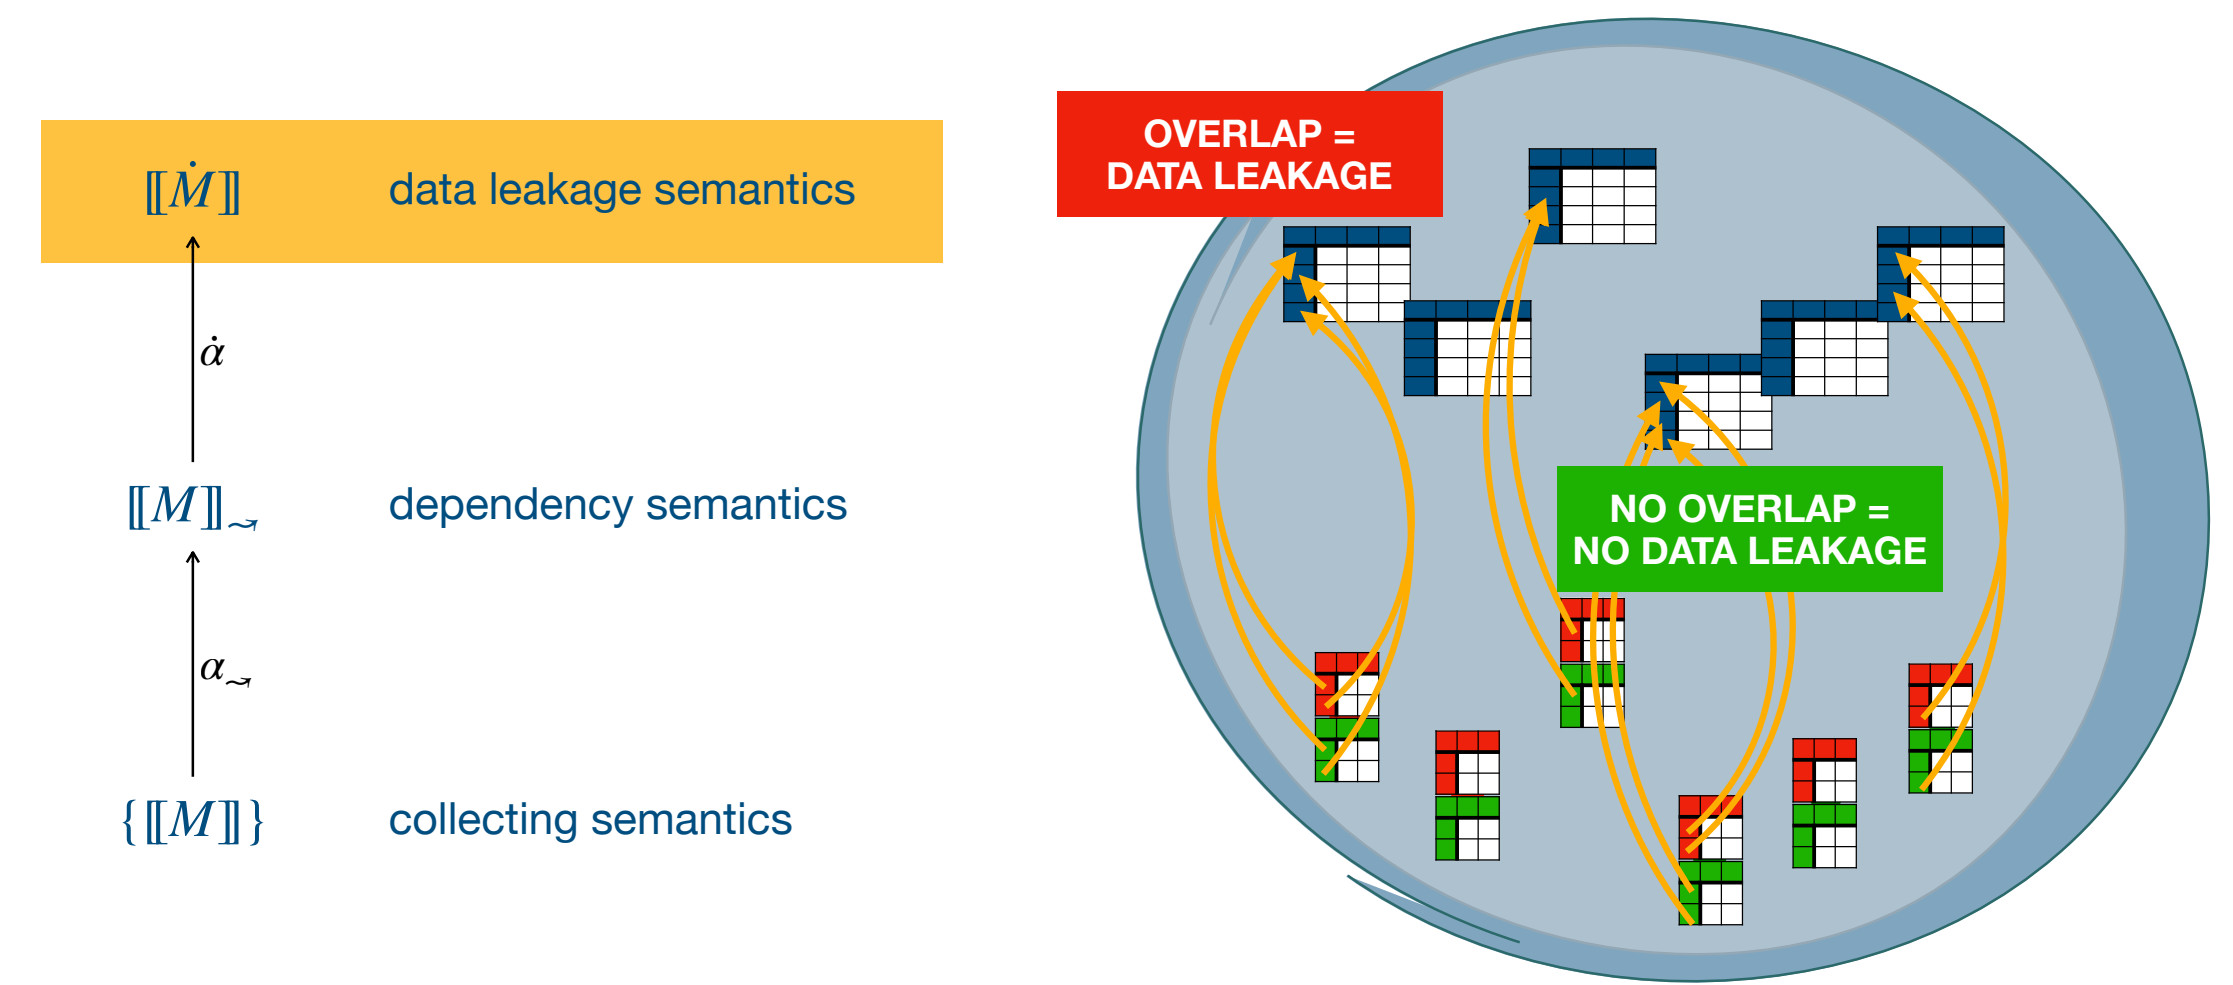 ⟦Ṁ⟧ data leakage semantics
α̇
⟦M⟧⤳ dependency semantics
α⤳
{⟦M⟧} collecting semantics
OVERLAP =
DATA LEAKAGE
NO OVERLAP =
NO DATA LEAKAGE